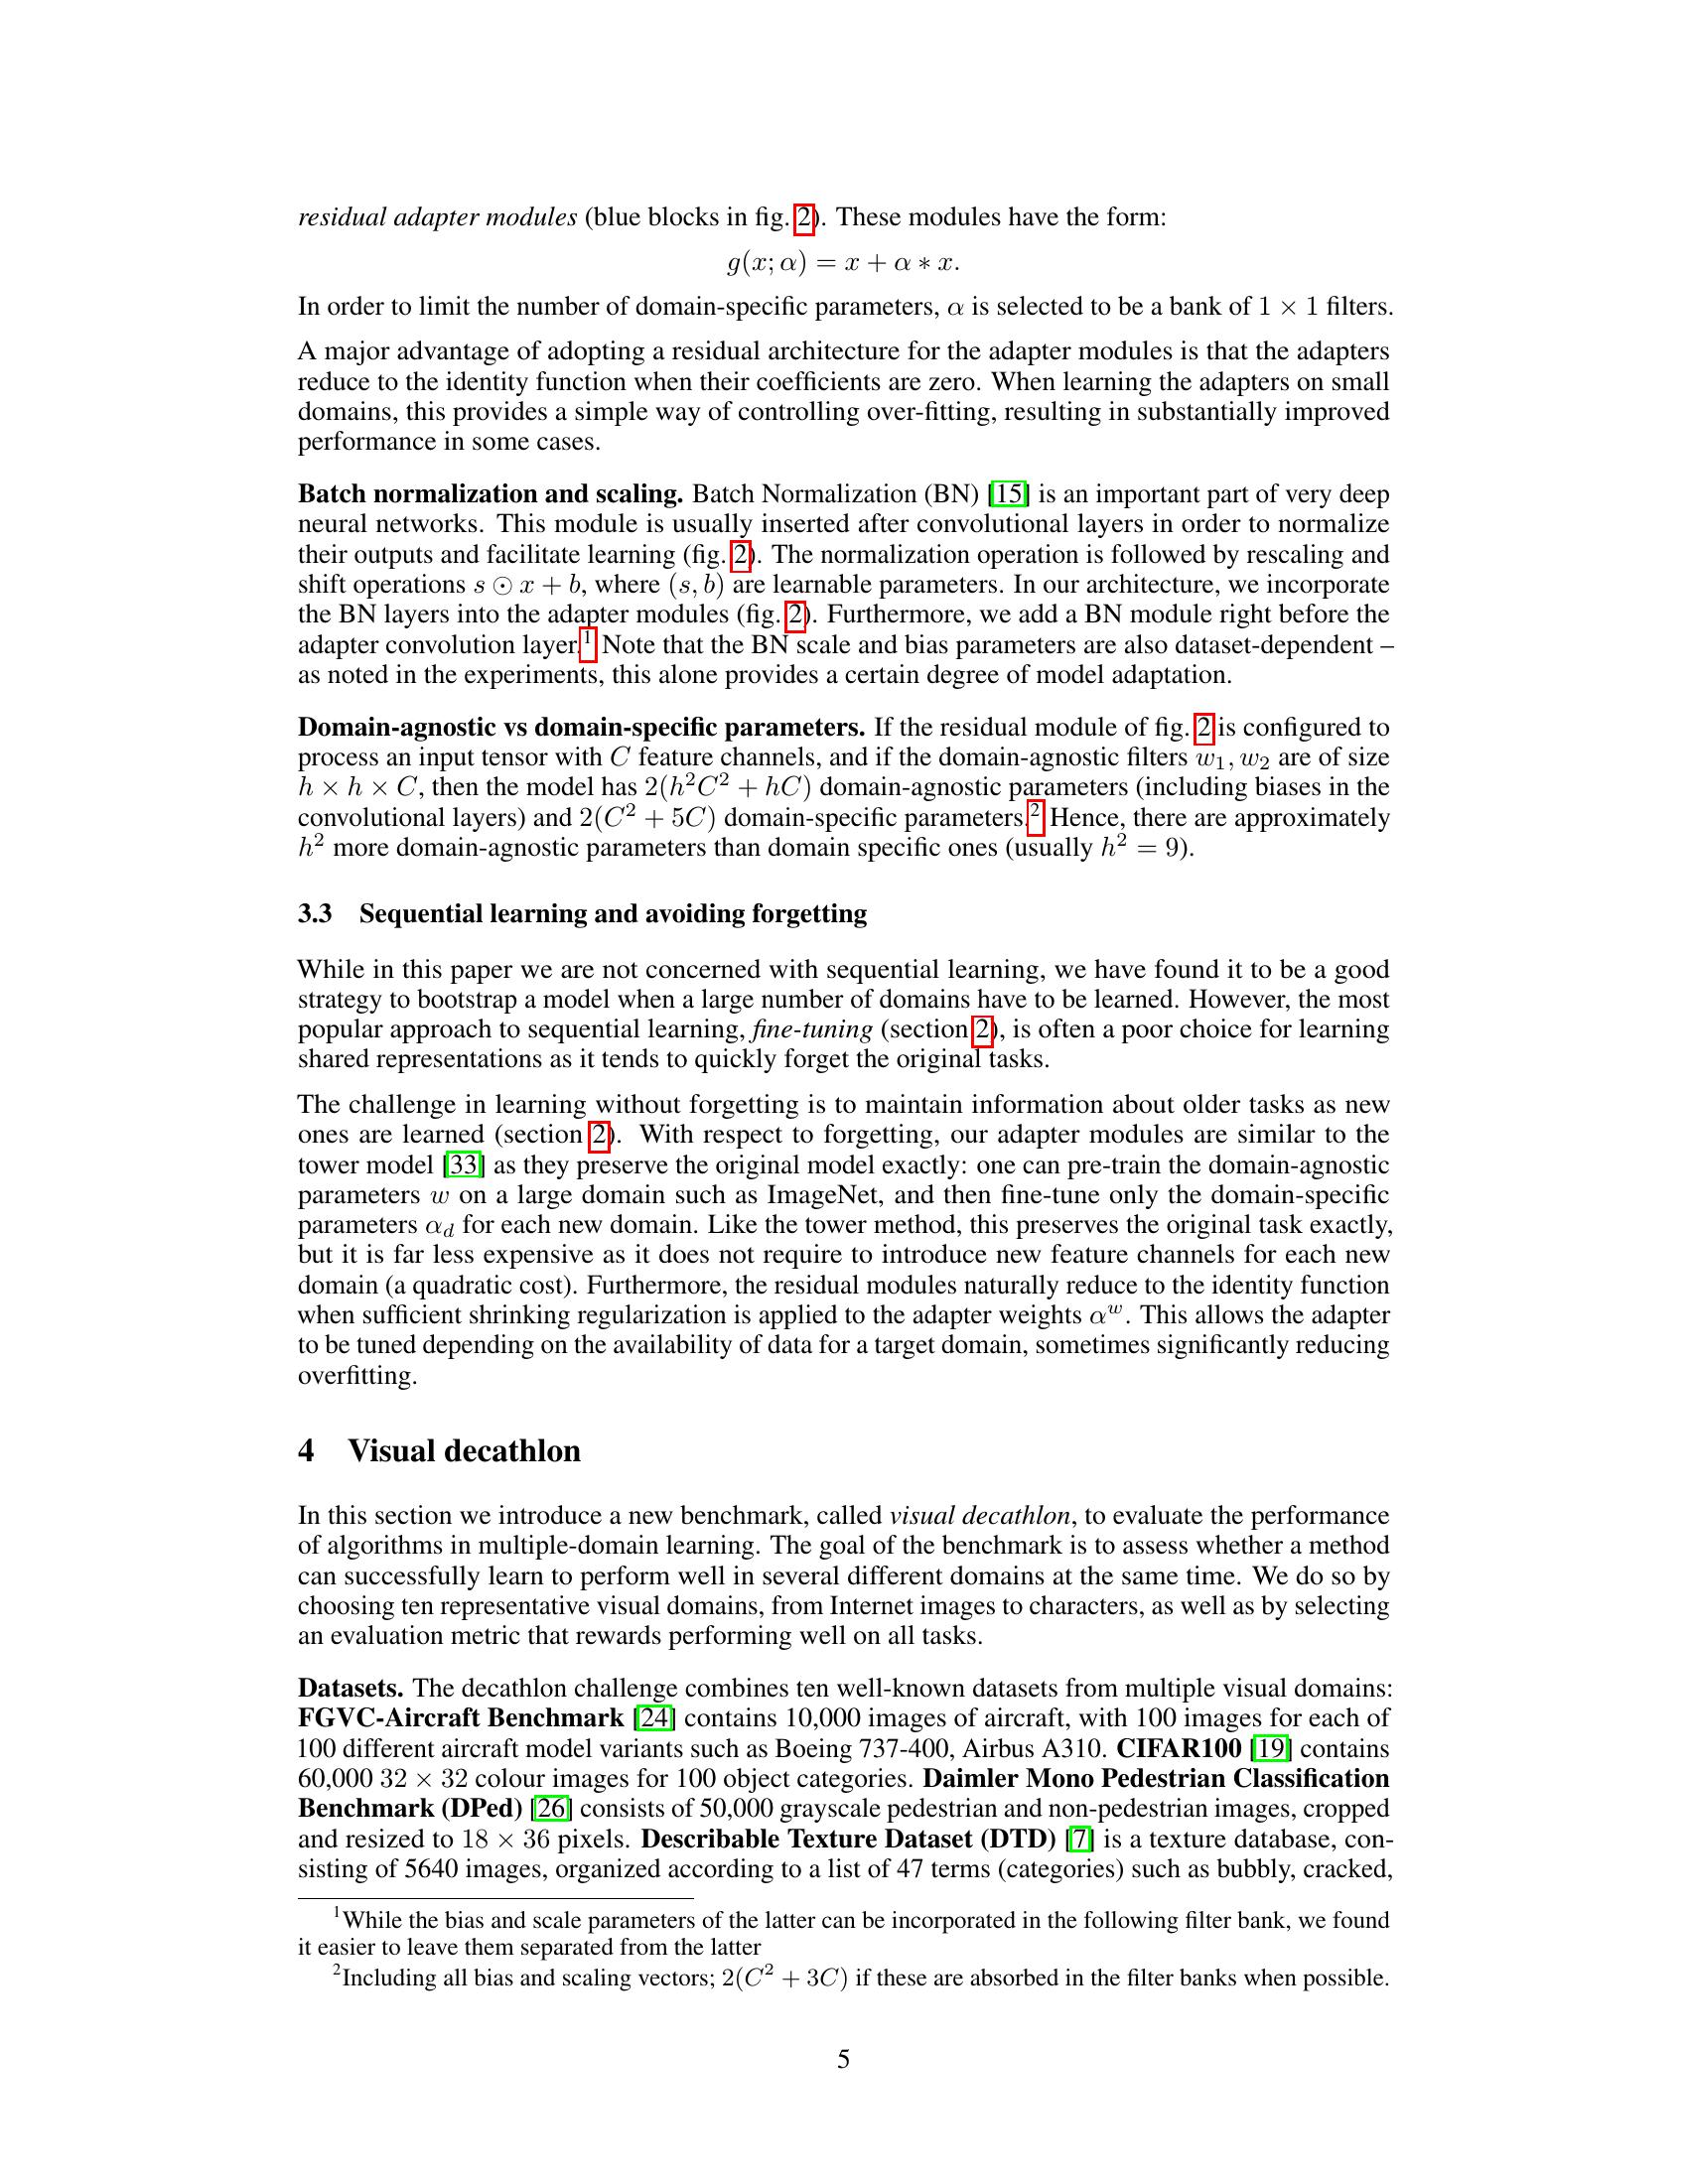 residual adapter modules (blue blocks in fig. 2). These modules have the form:
g(x; α) = x + α ∗ x.
In order to limit the number of domain-specific parameters, α is selected to be a bank of 1 × 1 filters.
A major advantage of adopting a residual architecture for the adapter modules is that the adapters
reduce to the identity function when their coefficients are zero. When learning the adapters on small
domains, this provides a simple way of controlling over-fitting, resulting in substantially improved
performance in some cases.
Batch normalization and scaling. Batch Normalization (BN) [15] is an important part of very deep
neural networks. This module is usually inserted after convolutional layers in order to normalize
their outputs and facilitate learning (fig. 2). The normalization operation is followed by rescaling and
shift operations s ⊙ x + b, where (s, b) are learnable parameters. In our architecture, we incorporate
the BN layers into the adapter modules (fig. 2). Furthermore, we add a BN module right before the
adapter convolution layer.¹ Note that the BN scale and bias parameters are also dataset-dependent –
as noted in the experiments, this alone provides a certain degree of model adaptation.
Domain-agnostic vs domain-specific parameters. If the residual module of fig. 2 is configured to
process an input tensor with C feature channels, and if the domain-agnostic filters w₁, w₂ are of size
h × h × C, then the model has 2(h²C² + hC) domain-agnostic parameters (including biases in the
convolutional layers) and 2(C² + 5C) domain-specific parameters.² Hence, there are approximately
h² more domain-agnostic parameters than domain specific ones (usually h² = 9).
3.3 Sequential learning and avoiding forgetting
While in this paper we are not concerned with sequential learning, we have found it to be a good
strategy to bootstrap a model when a large number of domains have to be learned. However, the most
popular approach to sequential learning, fine-tuning (section 2), is often a poor choice for learning
shared representations as it tends to quickly forget the original tasks.
The challenge in learning without forgetting is to maintain information about older tasks as new
ones are learned (section 2). With respect to forgetting, our adapter modules are similar to the
tower model [33] as they preserve the original model exactly: one can pre-train the domain-agnostic
parameters w on a large domain such as ImageNet, and then fine-tune only the domain-specific
parameters α_d for each new domain. Like the tower method, this preserves the original task exactly,
but it is far less expensive as it does not require to introduce new feature channels for each new
domain (a quadratic cost). Furthermore, the residual modules naturally reduce to the identity function
when sufficient shrinking regularization is applied to the adapter weights αʷ. This allows the adapter
to be tuned depending on the availability of data for a target domain, sometimes significantly reducing
overfitting.
4 Visual decathlon
In this section we introduce a new benchmark, called visual decathlon, to evaluate the performance
of algorithms in multiple-domain learning. The goal of the benchmark is to assess whether a method
can successfully learn to perform well in several different domains at the same time. We do so by
choosing ten representative visual domains, from Internet images to characters, as well as by selecting
an evaluation metric that rewards performing well on all tasks.
Datasets. The decathlon challenge combines ten well-known datasets from multiple visual domains:
FGVC-Aircraft Benchmark [24] contains 10,000 images of aircraft, with 100 images for each of
100 different aircraft model variants such as Boeing 737-400, Airbus A310. CIFAR100 [19] contains
60,000 32 × 32 colour images for 100 object categories. Daimler Mono Pedestrian Classification
Benchmark (DPed) [26] consists of 50,000 grayscale pedestrian and non-pedestrian images, cropped
and resized to 18 × 36 pixels. Describable Texture Dataset (DTD) [7] is a texture database, con-
sisting of 5640 images, organized according to a list of 47 terms (categories) such as bubbly, cracked,
¹While the bias and scale parameters of the latter can be incorporated in the following filter bank, we found
it easier to leave them separated from the latter
²Including all bias and scaling vectors; 2(C² + 3C) if these are absorbed in the filter banks when possible.
5